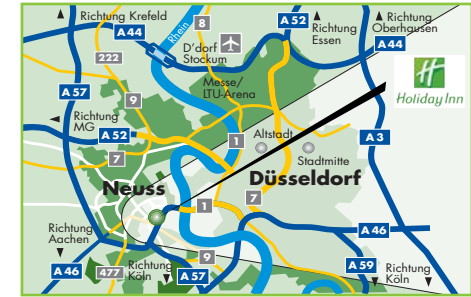 Richtung Krefeld
A 44
Rhein
8
A 52
Richtung
Essen
Richtung
Oberhausen
A 44
D'dorf
Stockum
222
A 57
9
Messe/
LTU-Arena
Holiday Inn
Richtung
MG
A 52
7
1
Altstadt
Stadtmitte
A 3
Neuss
Düsseldorf
1
7
Richtung
Aachen
A 46
A 46
477
Richtung
Köln
9
A 57
A 59
Richtung
Köln